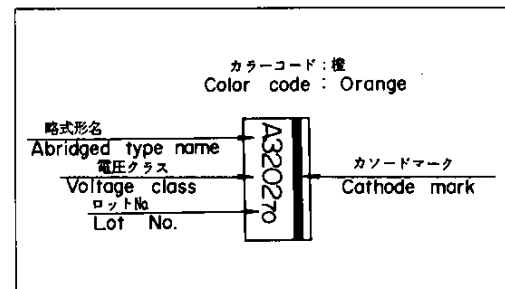 カラーコード：橙
Color code : Orange
略式形名
Abridged type name
電圧クラス
Voltage class
ロットNo.
Lot No.
A3202 70
カソードマーク
Cathode mark